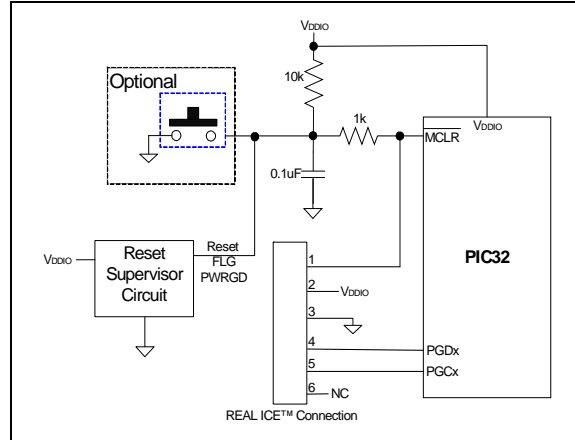 VDDIO
Optional
10k
1k
VDDIO
MCLR
0.1uF
PIC32
VDDIO
Reset
Supervisor
Circuit
Reset
FLG
PWRGD
1
2
VDDIO
3
4
PGDx
5
PGCx
6
NC
REAL ICE™ Connection